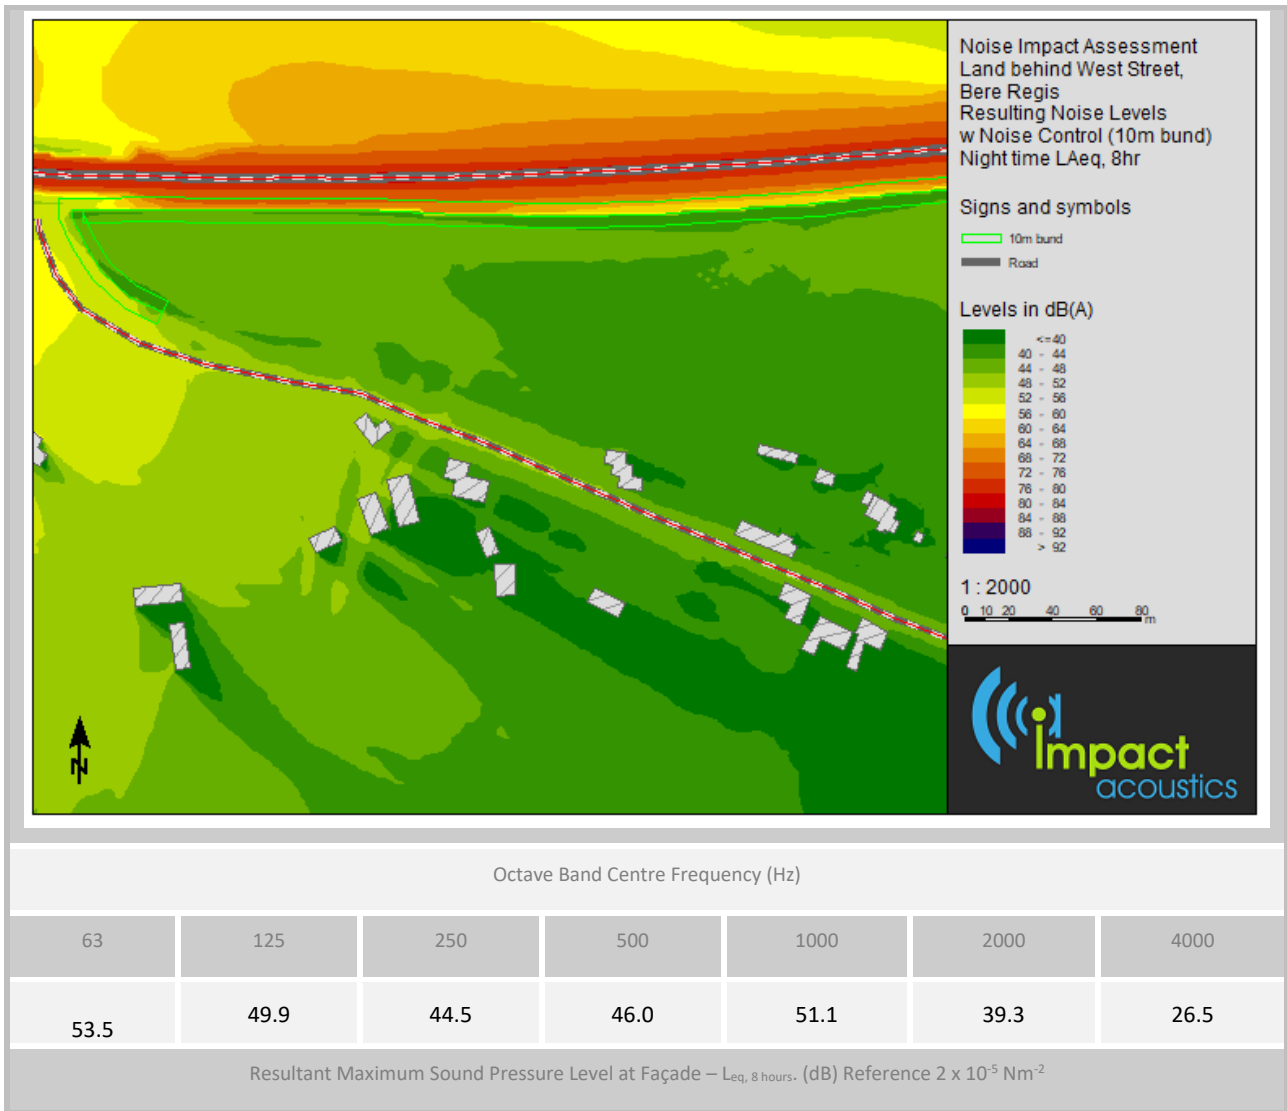 Noise Impact Assessment
Land behind West Street,
Bere Regis
Resulting Noise Levels
w Noise Control (10m bund)
Night time LAeq, 8hr
Signs and symbols
10m bund
Road
Levels in dB(A)
<=40
40 - 44
44 - 48
48 - 52
52 - 56
56 - 60
60 - 64
64 - 68
68 - 72
72 - 76
76 - 80
80 - 84
84 - 88
88 - 92
> 92
1 : 2000
0 10 20 40 60 80
m
N
impact
acoustics
Octave Band Centre Frequency (Hz)
63 125 250 500 1000 2000 4000
53.5 49.9 44.5 46.0 51.1 39.3 26.5
Resultant Maximum Sound Pressure Level at Façade – Leq, 8 hours. (dB) Reference 2 x 10⁻⁵ Nm⁻²